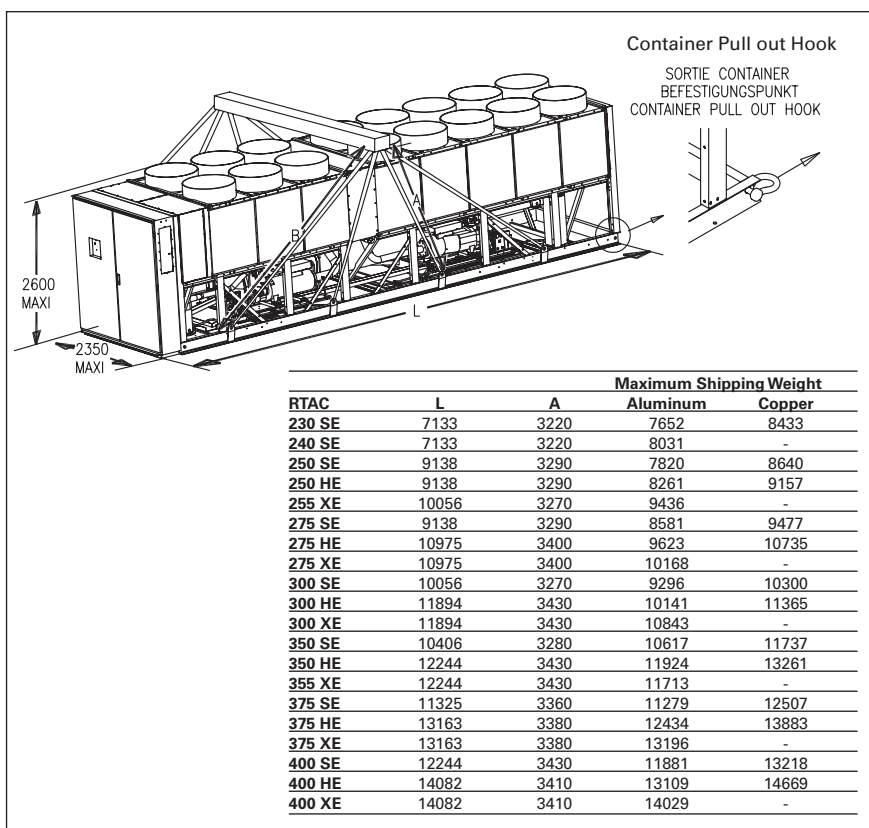 Container Pull out Hook
SORTIE CONTAINER
BEFESTIGUNGSPUNKT
CONTAINER PULL OUT HOOK
A
B
2600
MAXI
L
2350
MAXI
Maximum Shipping Weight
RTAC L A Aluminum Copper
230 SE 7133 3220 7652 8433
240 SE 7133 3220 8031 -
250 SE 9138 3290 7820 8640
250 HE 9138 3290 8261 9157
255 XE 10056 3270 9436 -
275 SE 9138 3290 8581 9477
275 HE 10975 3400 9623 10735
275 XE 10975 3400 10168 -
300 SE 10056 3270 9296 10300
300 HE 11894 3430 10141 11365
300 XE 11894 3430 10843 -
350 SE 10406 3280 10617 11737
350 HE 12244 3430 11924 13261
355 XE 12244 3430 11713 -
375 SE 11325 3360 11279 12507
375 HE 13163 3380 12434 13883
375 XE 13163 3380 13196 -
400 SE 12244 3430 11881 13218
400 HE 14082 3410 13109 14669
400 XE 14082 3410 14029 -